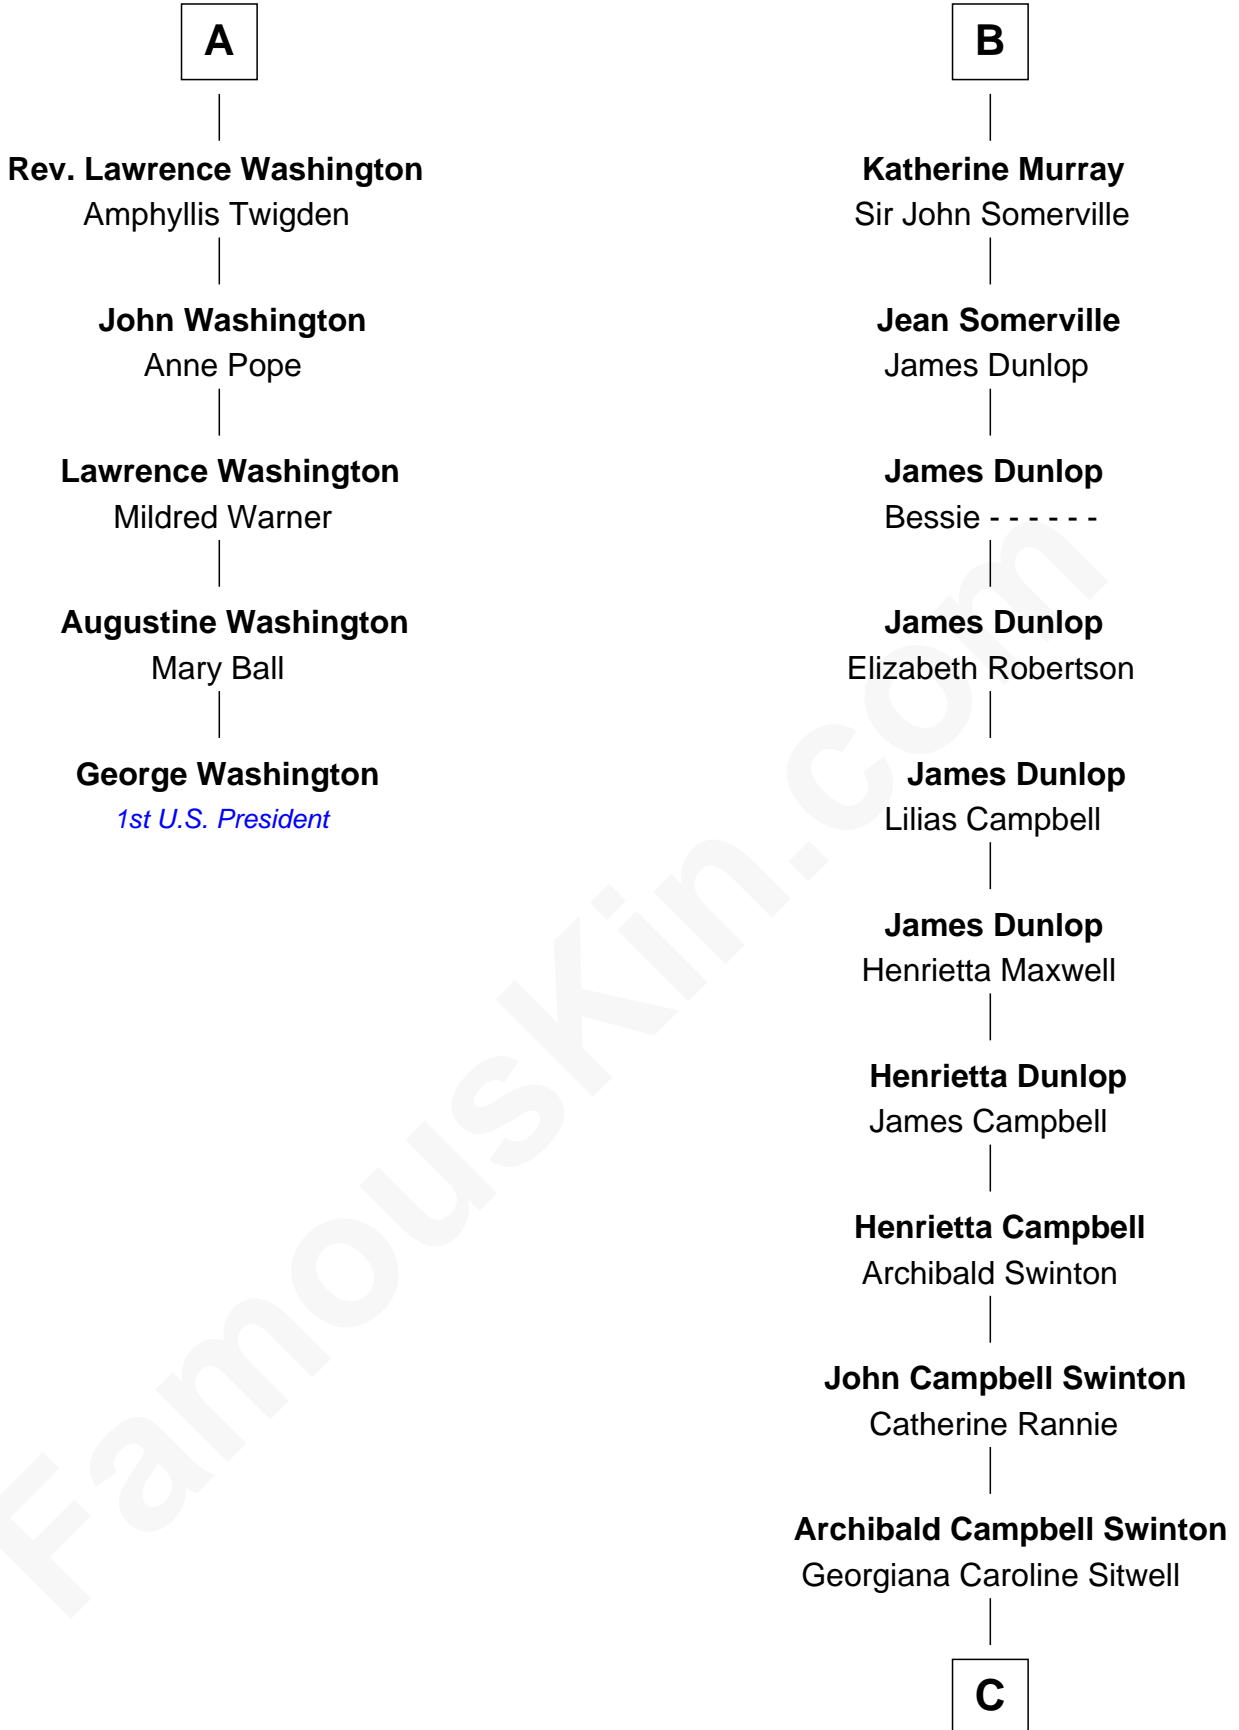 A
Rev. Lawrence Washington
Amphyllis Twigden
John Washington
Anne Pope
Lawrence Washington
Mildred Warner
Augustine Washington
Mary Ball
George Washington
1st U.S. President
B
Katherine Murray
Sir John Somerville
Jean Somerville
James Dunlop
James Dunlop
Bessie - - - - - -
James Dunlop
Elizabeth Robertson
James Dunlop
Lilias Campbell
James Dunlop
Henrietta Maxwell
Henrietta Dunlop
James Campbell
Henrietta Campbell
Archibald Swinton
John Campbell Swinton
Catherine Rannie
Archibald Campbell Swinton
Georgiana Caroline Sitwell
C
FamousKin.com